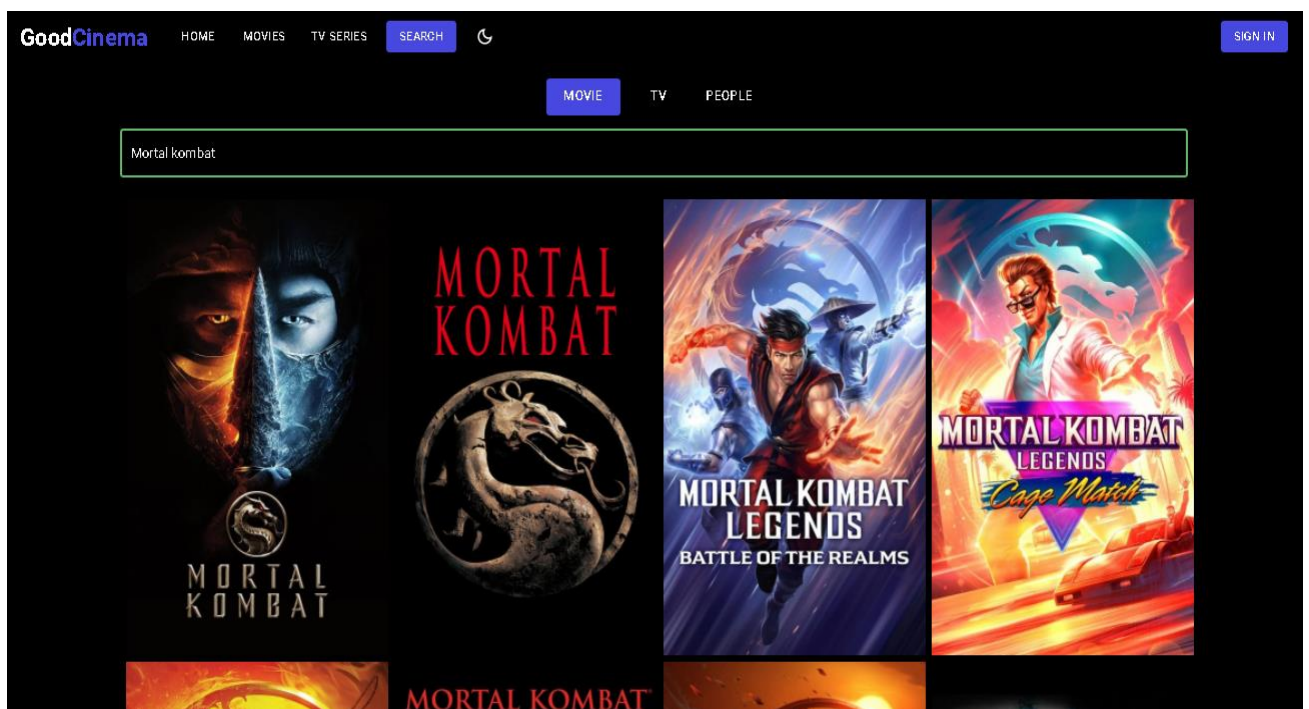 GoodCinema HOME MOVIES TV SERIES SEARCH SIGN IN
MOVIE TV PEOPLE
Mortal kombat
MORTAL
KOMBAT
MORTAL
KOMBAT
MORTAL KOMBAT
LEGENDS
BATTLE OF THE REALMS
MORTAL KOMBAT
LEGENDS
Cage Match
MORTAL KOMBAT